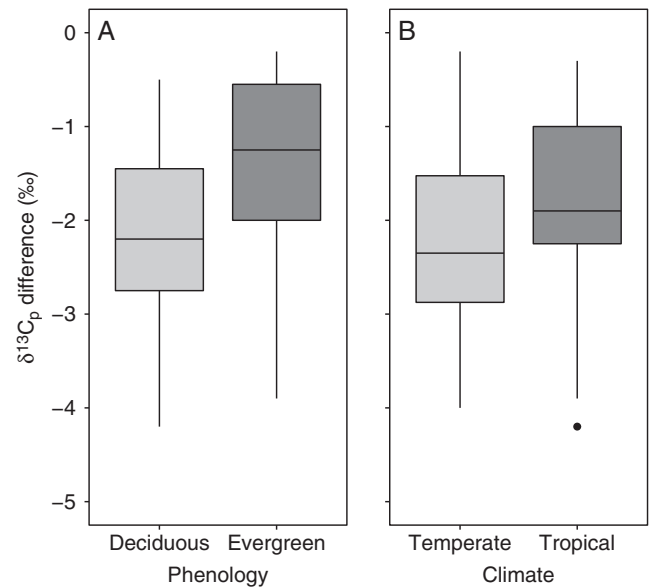 A
B
0
−1
−2
−3
−4
−5
δ¹³Cₚ difference (‰)
Deciduous Evergreen
Temperate Tropical
Phenology
Climate